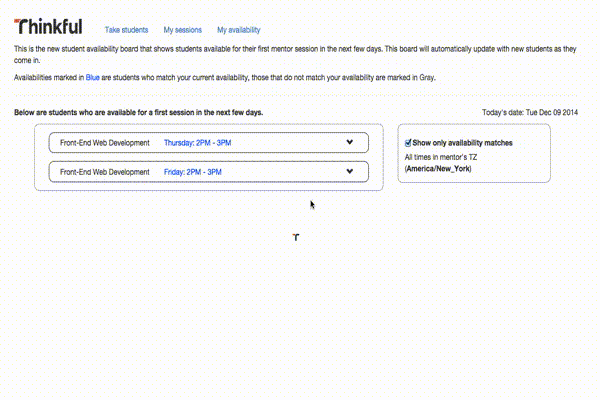 Thinkful Take students My sessions My availability
This is the new student availability board that shows students available for their first mentor session in the next few days. This board will automatically update with new students as they
come in.
Availabilities marked in Blue are students who match your current availability, those that do not match your availability are marked in Gray.
Below are students who are available for a first session in the next few days. Today's date: Tue Dec 09 2014
Front-End Web Development Thursday: 2PM - 3PM
Front-End Web Development Friday: 2PM - 3PM
Show only availability matches
All times in mentor's TZ
(America/New_York)
T